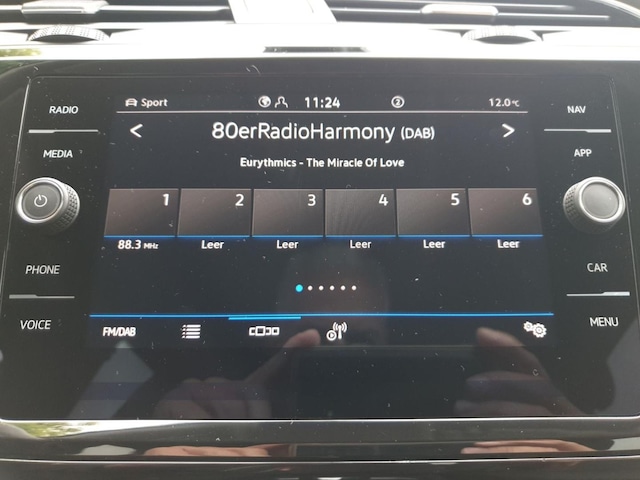 RADIO
MEDIA
PHONE
VOICE
Sport 11:24 2 12.0°C
< 80erRadioHarmony (DAB) >
Eurythmics - The Miracle Of Love
1 2 3 4 5 6
88.3 MHz Leer Leer Leer Leer Leer
FM/DAB
NAV
APP
CAR
MENU